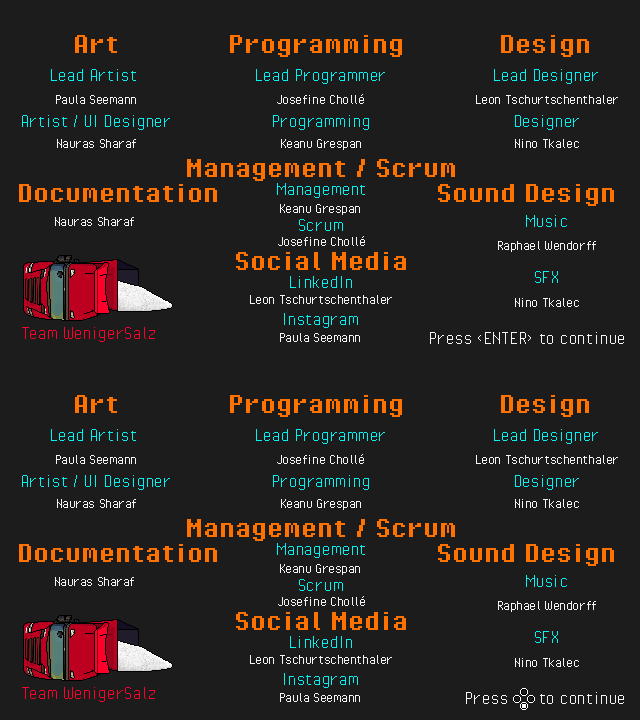 Art
Lead Artist
Paula Seemann
Artist / UI Designer
Nauras Sharaf
Programming
Lead Programmer
Josefine Chollé
Programming
Keanu Grespan
Design
Lead Designer
Leon Tschurtschenthaler
Designer
Nino Tkalec
Management / Scrum
Management
Keanu Grespan
Scrum
Josefine Chollé
Documentation
Nauras Sharaf
Sound Design
Music
Raphael Wendorff
SFX
Nino Tkalec
Social Media
LinkedIn
Leon Tschurtschenthaler
Instagram
Paula Seemann
Team WenigerSalz
Press <ENTER> to continue
Art
Lead Artist
Paula Seemann
Artist / UI Designer
Nauras Sharaf
Programming
Lead Programmer
Josefine Chollé
Programming
Keanu Grespan
Design
Lead Designer
Leon Tschurtschenthaler
Designer
Nino Tkalec
Management / Scrum
Management
Keanu Grespan
Scrum
Josefine Chollé
Documentation
Nauras Sharaf
Sound Design
Music
Raphael Wendorff
SFX
Nino Tkalec
Social Media
LinkedIn
Leon Tschurtschenthaler
Instagram
Paula Seemann
Team WenigerSalz
Press to continue